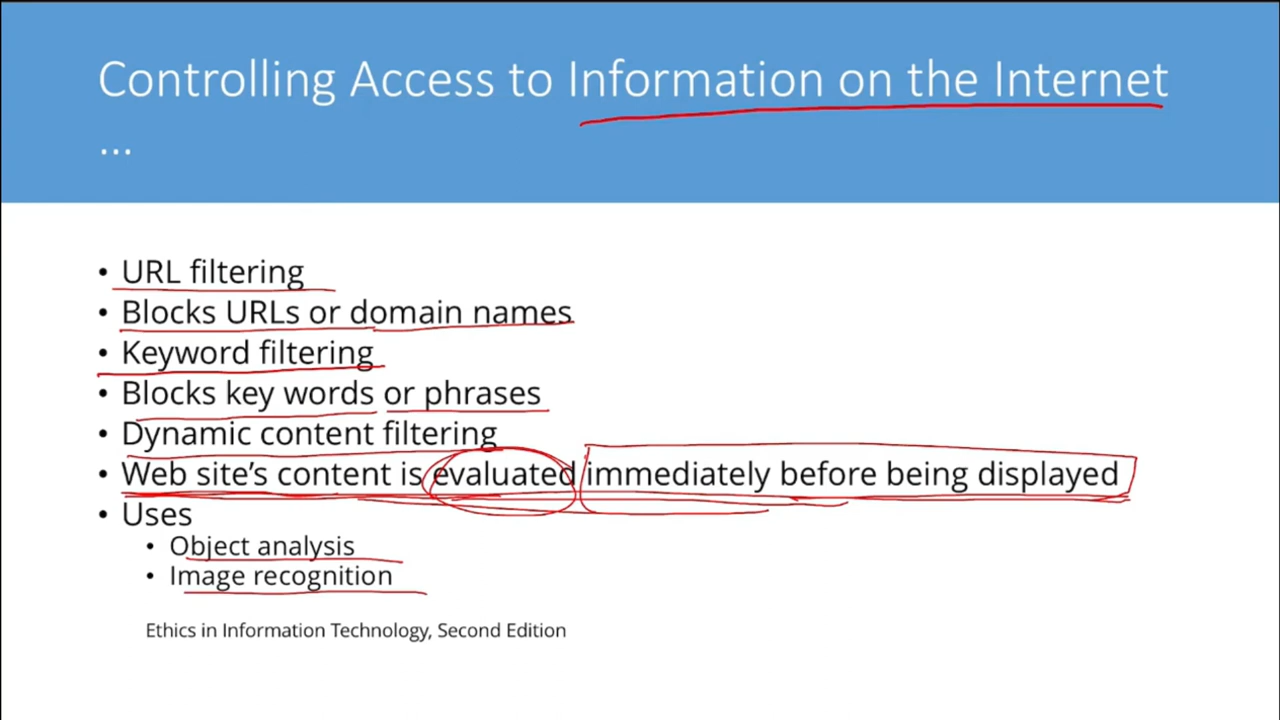 Controlling Access to Information on the Internet
...
• URL filtering
• Blocks URLs or domain names
• Keyword filtering
• Blocks key words or phrases
• Dynamic content filtering
• Web site's content is evaluated immediately before being displayed
• Uses
• Object analysis
• Image recognition
Ethics in Information Technology, Second Edition